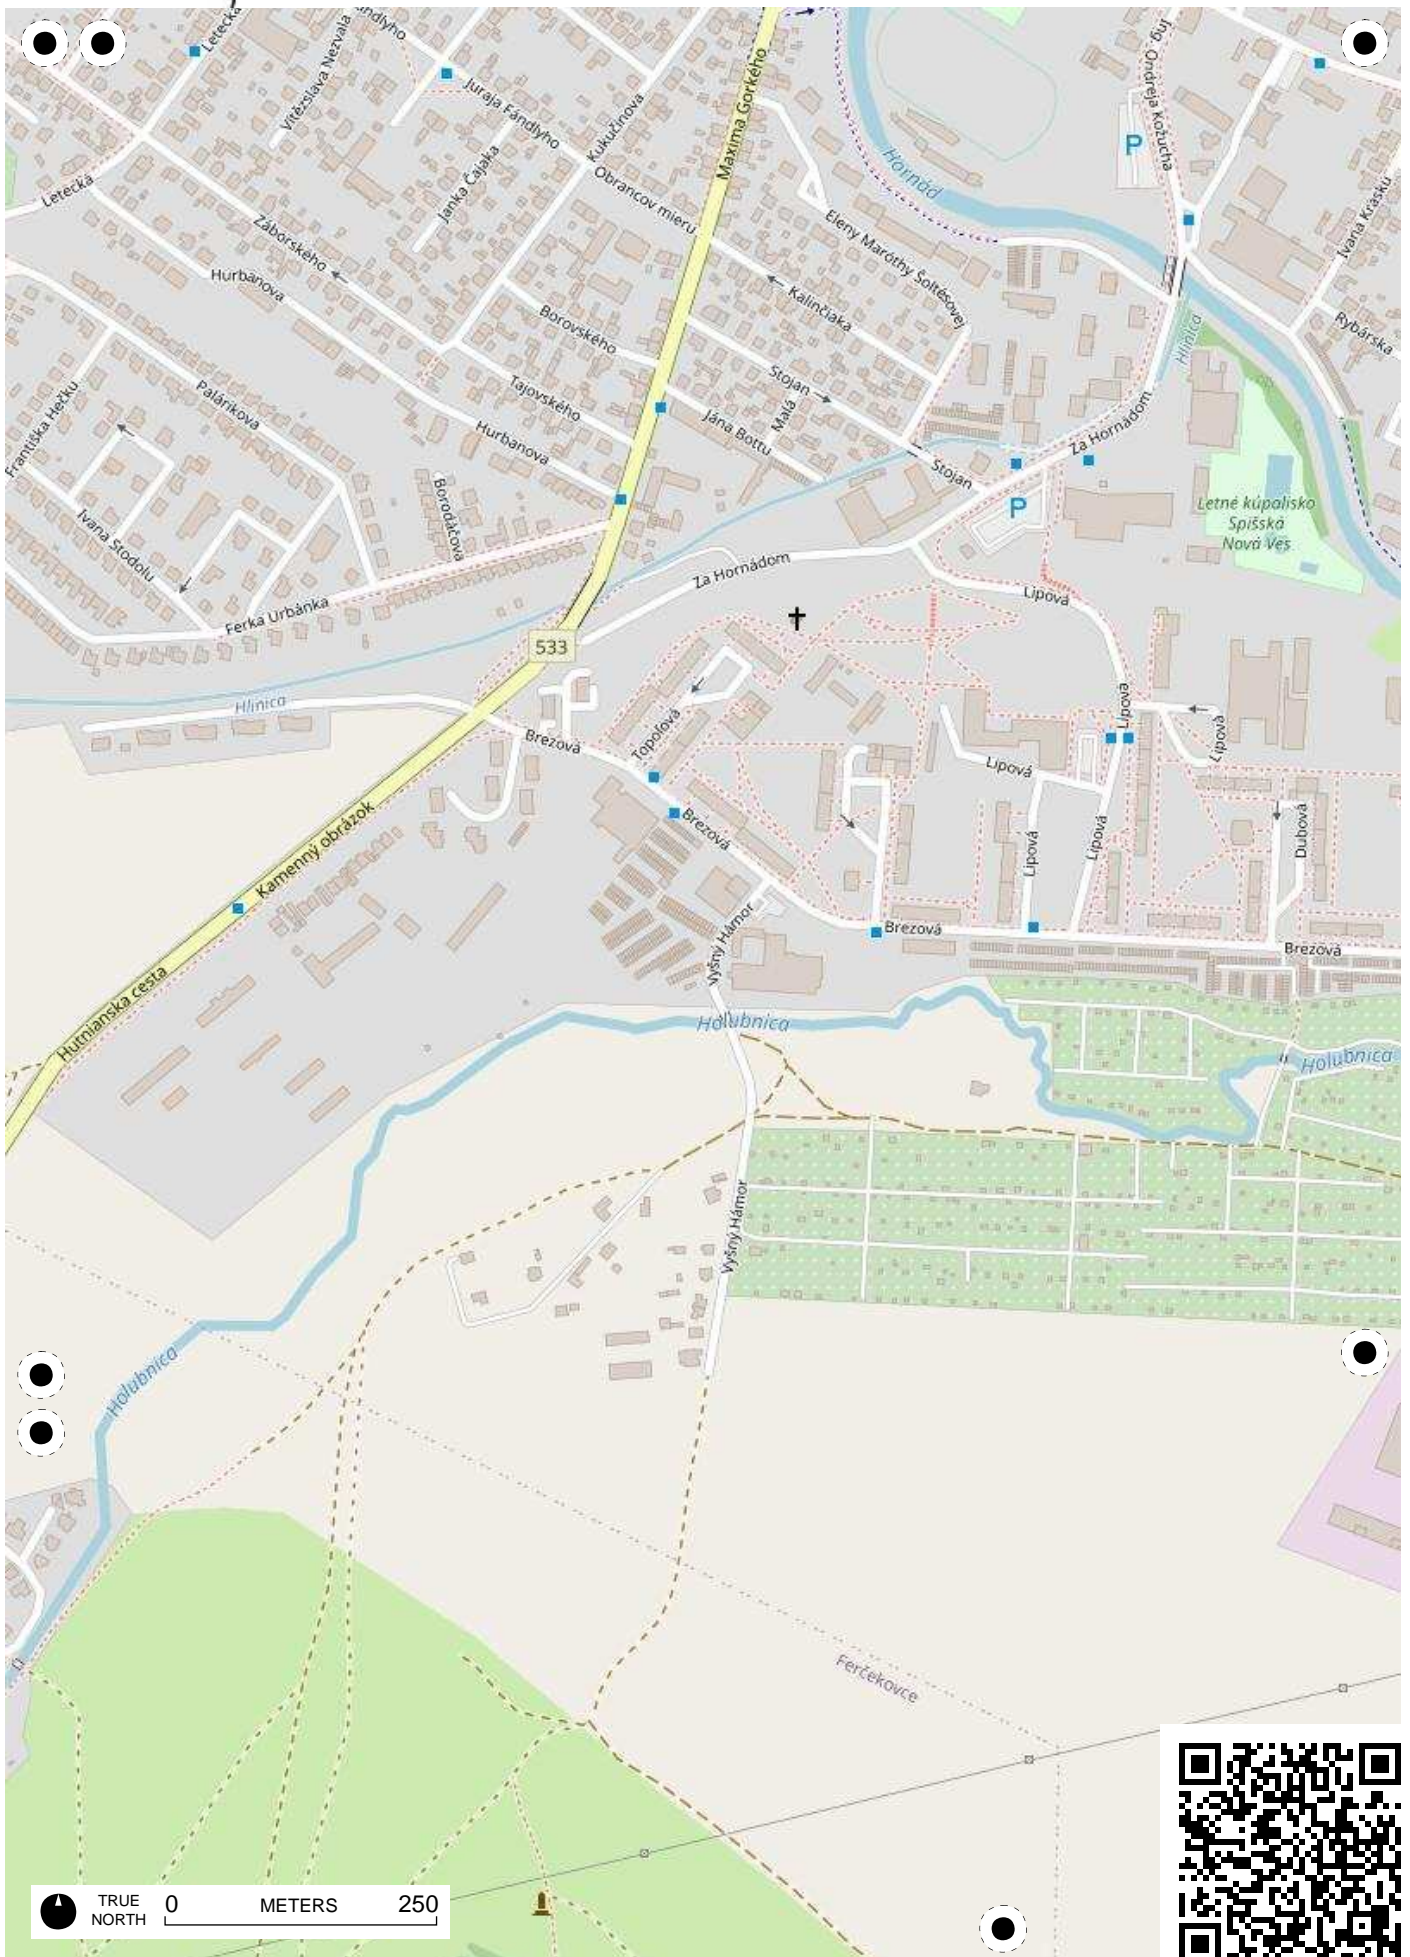 Letecká
Vítězslava Nezvala
Juraja Fándlyho
Kukučínova
Maxima Gorkého
Ing. O
Ondreja Kožucha
P
Hornád
Ivana Krasku
Letecká
Janka Čajaka
Obrancov mieru
Záborského
Eleny Maróthy Šoltésovej
Hurbanova
Kalinčiaka
Borovského
Hlinica
Rybárska
Františka Hečku
Palárikova
Tajovského
Stojan
Malá
Jána Bottu
Hurbanova
Za Hornádom
Stojan
P
Borodáčova
Letné kúpalisko
Spišská
Nová Ves
Ivana Stodolu
Za Hornádom
Lipová
Ferka Urbánka
533
Hlinica
Topoľová
Brezová
Lipová
Lipová
Lipová
Kamenný obrázok
Brezová
Lipová
Lipová
Dubová
Vyšný Hámor
Brezová
Brezová
Hutnianska cesta
Holubnica
Holubnica
Vyšný Hámor
Holubnica
Ferčekovce
TRUE
NORTH
0 METERS 250